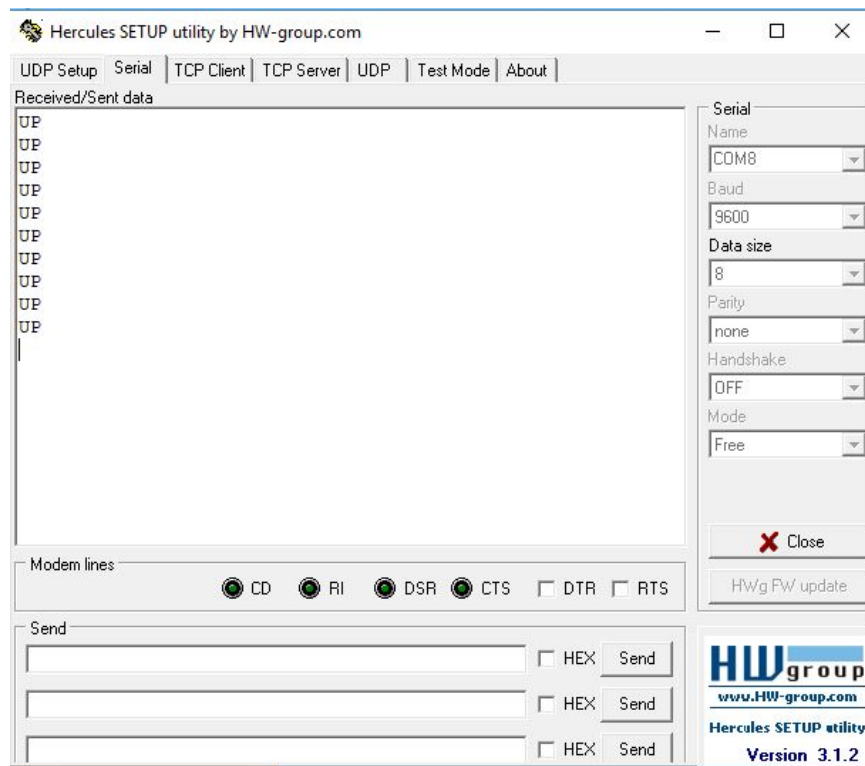 Hercules SETUP utility by HW-group.com
UDP Setup Serial TCP Client TCP Server UDP Test Mode About
Received/Sent data
UP
UP
UP
UP
UP
UP
UP
UP
UP
UP
Serial
Name
COM8
Baud
9600
Data size
8
Parity
none
Handshake
OFF
Mode
Free
Close
HWg FW update
Modem lines
CD RI DSR CTS DTR RTS
Send
HEX Send
HEX Send
HEX Send
HWgroup
www.HW-group.com
Hercules SETUP utility
Version 3.1.2